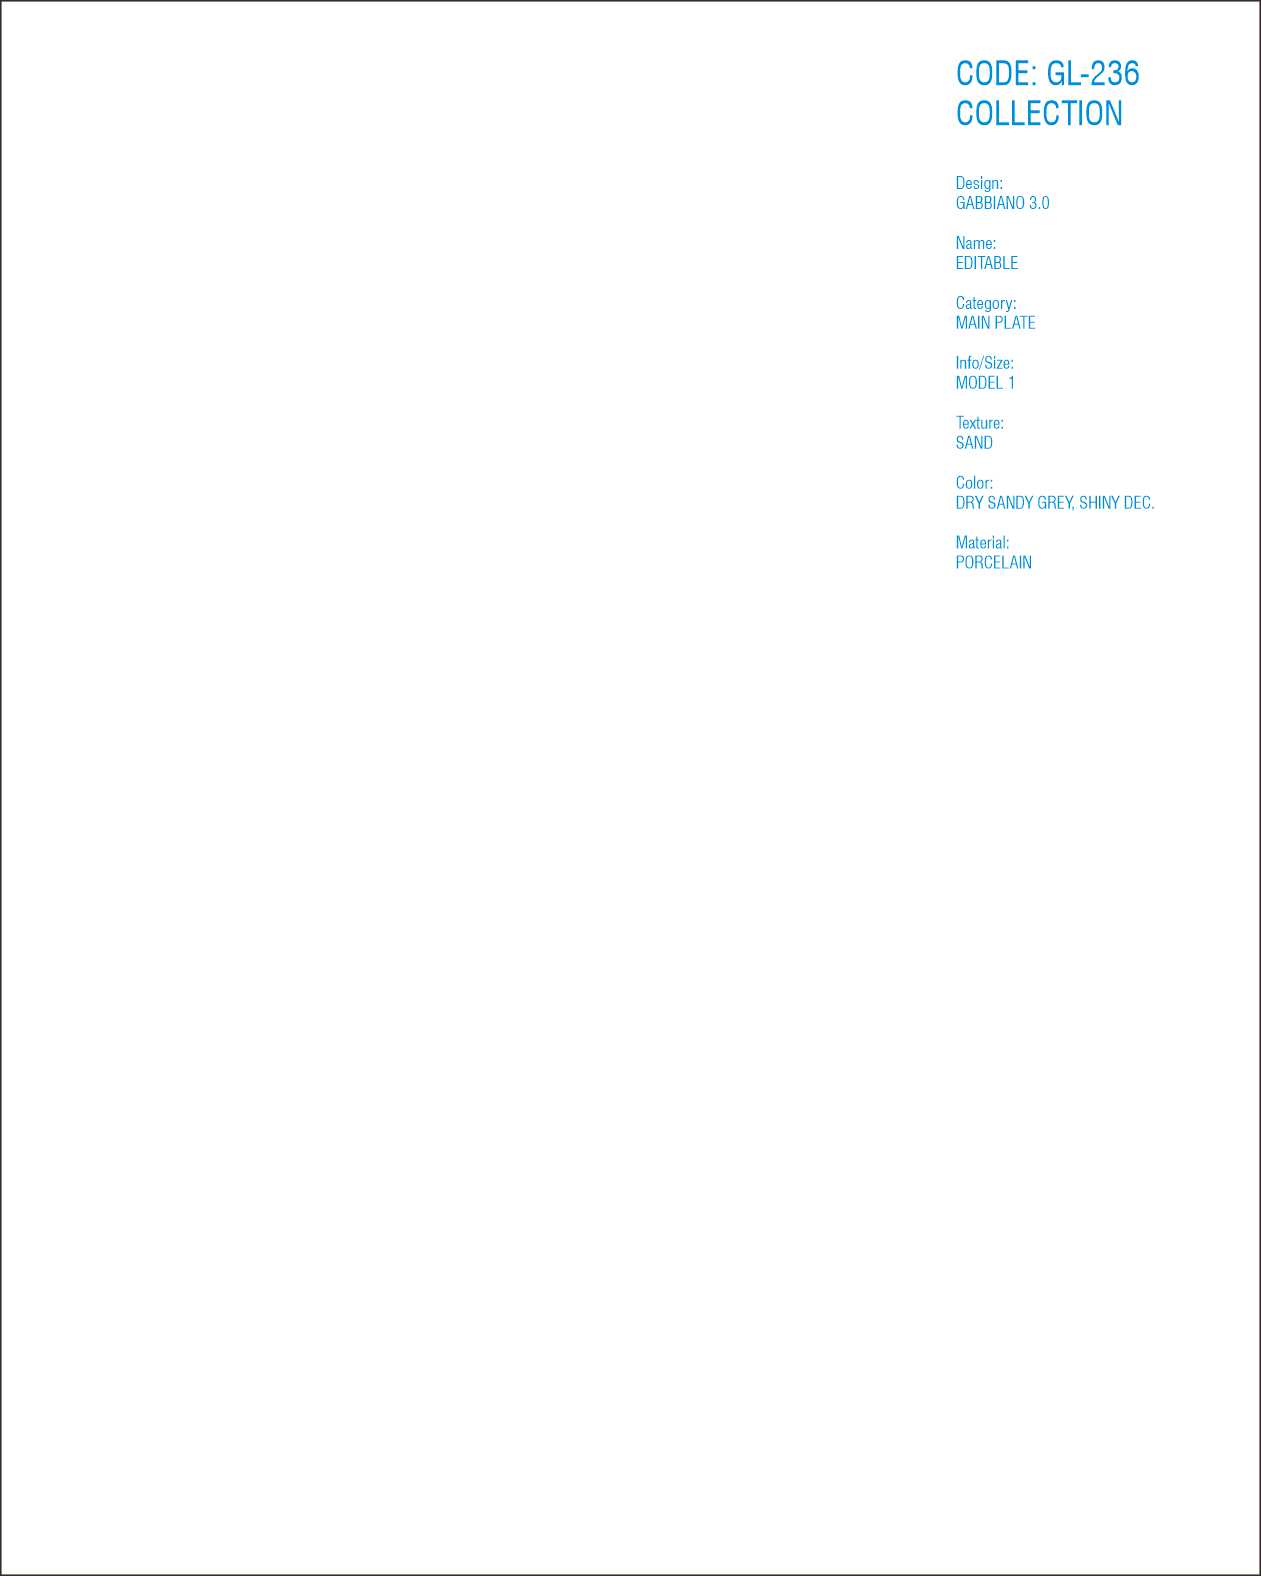 CODE: GL-236
COLLECTION
Design:
GABBIANO 3.0
Name:
EDITABLE
Category:
MAIN PLATE
Info/Size:
MODEL 1
Texture:
SAND
Color:
DRY SANDY GREY, SHINY DEC.
Material:
PORCELAIN